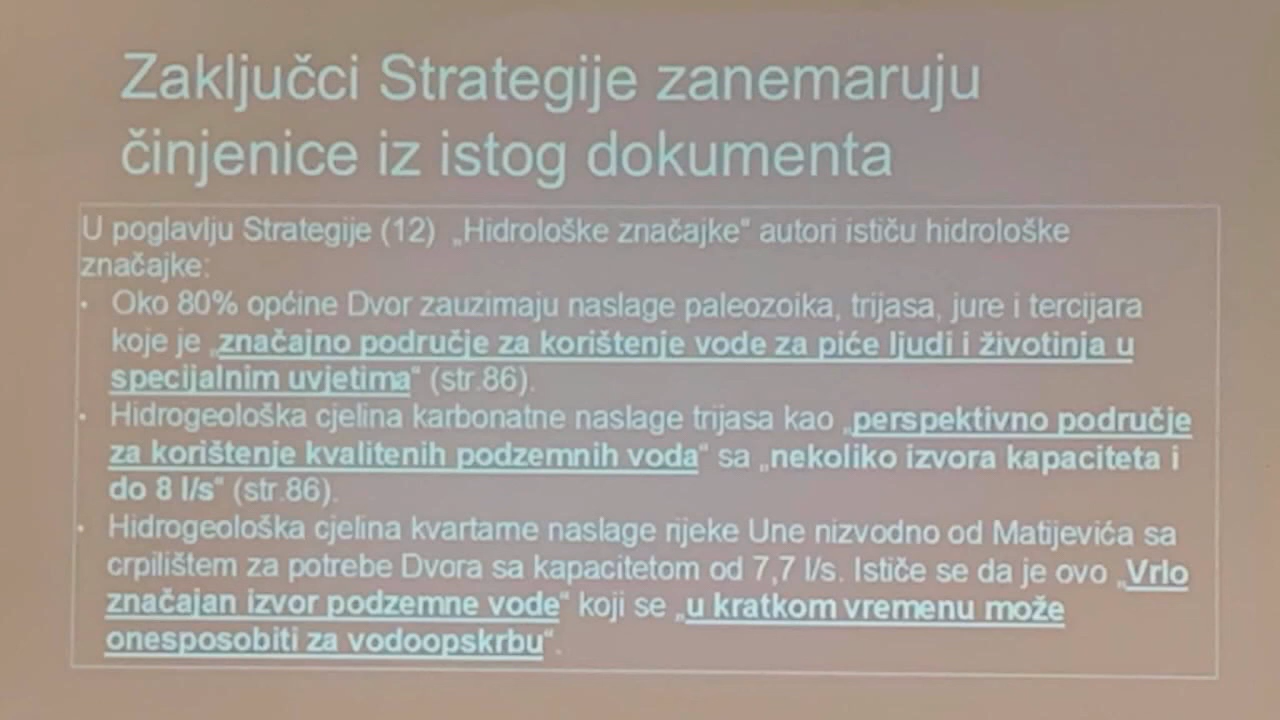 Zaključci Strategije zanemaruju
činjenice iz istog dokumenta
U poglavlju Strategije (12) „Hidrološke značajke“ autori ističu hidrološke
značajke:
• Oko 80% općine Dvor zauzimaju naslage paleozoika, trijasa, jure i tercijara
koje je „značajno područje za korištenje vode za piće ljudi i životinja u
specijalnim uvjetima“ (str.86).
• Hidrogeološka cjelina karbonatne naslage trijasa kao „perspektivno područje
za korištenje kvalitenih podzemnih voda“ sa „nekoliko izvora kapaciteta i
do 8 l/s“ (str.86).
• Hidrogeološka cjelina kvartarne naslage rijeke Une nizvodno od Matijevića sa
crpilištem za potrebe Dvora sa kapacitetom od 7,7 l/s. Ističe se da je ovo „Vrlo
značajan izvor podzemne vode“ koji se „u kratkom vremenu može
onesposobiti za vodoopskrbu“.